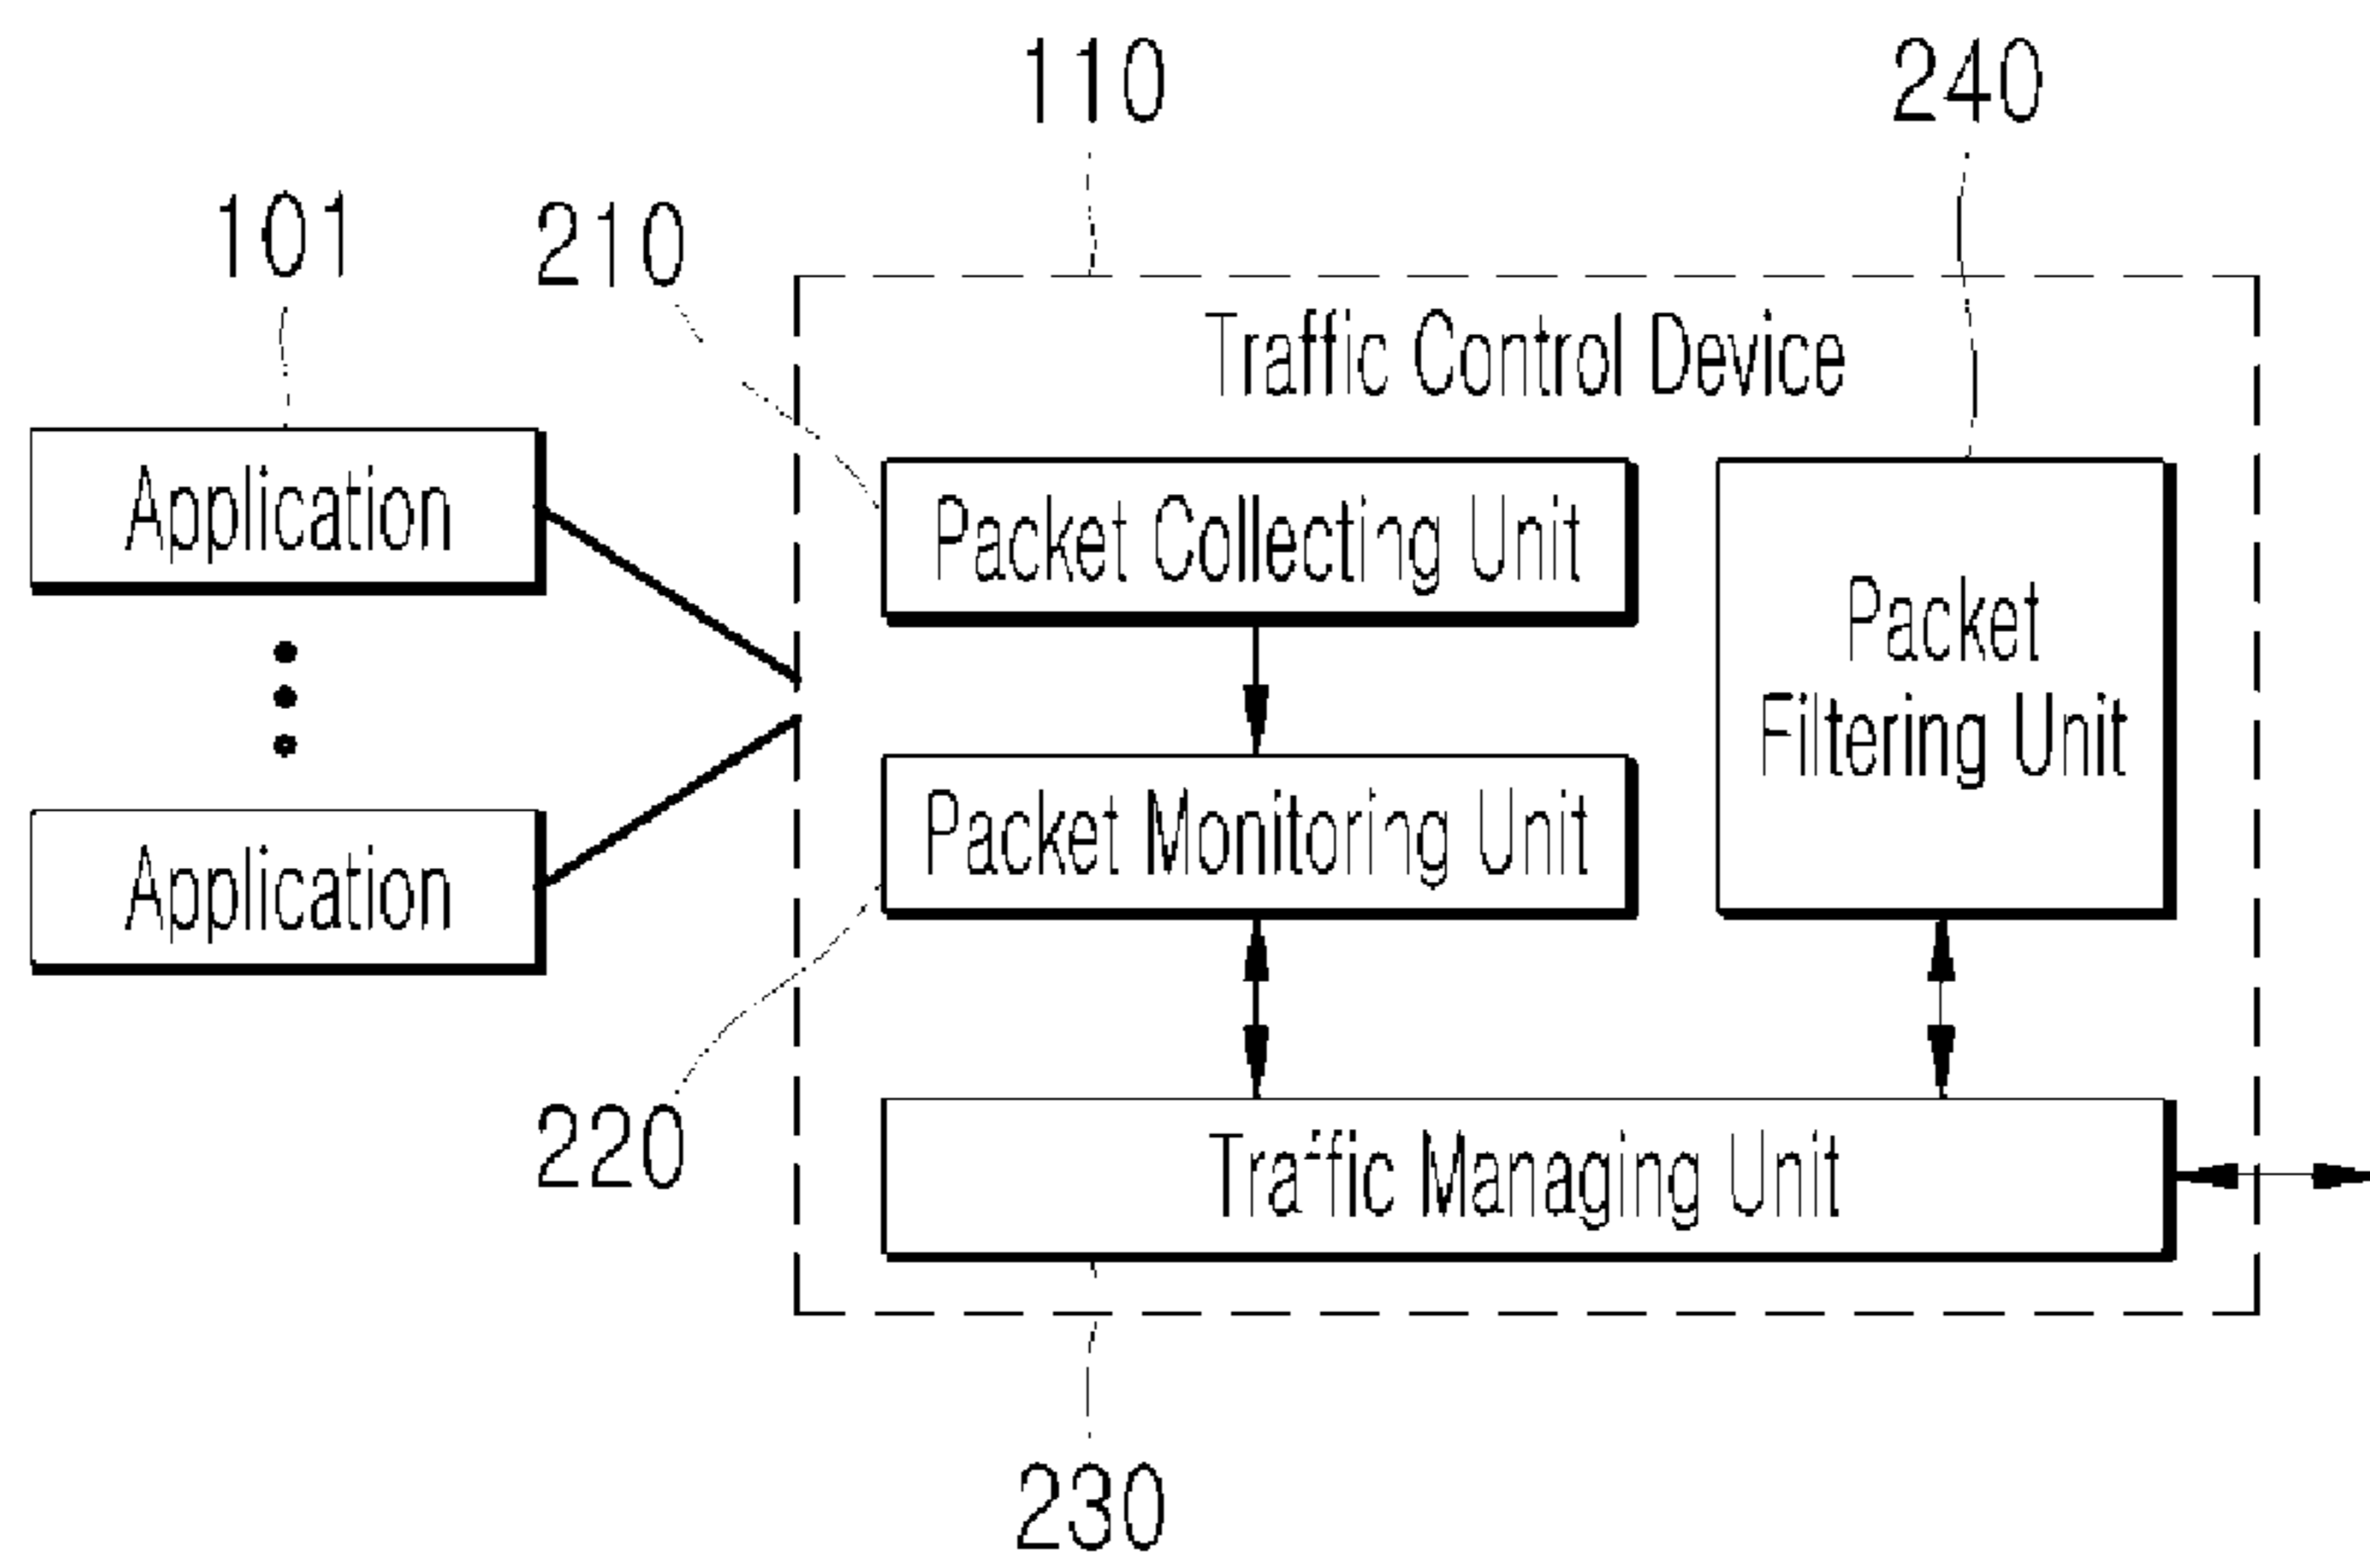 110
240
101
210
Traffic Control Device
Application
Packet Collecting Unit
Packet
Filtering Unit
Packet Monitoring Unit
Application
220
Traffic Managing Unit
230